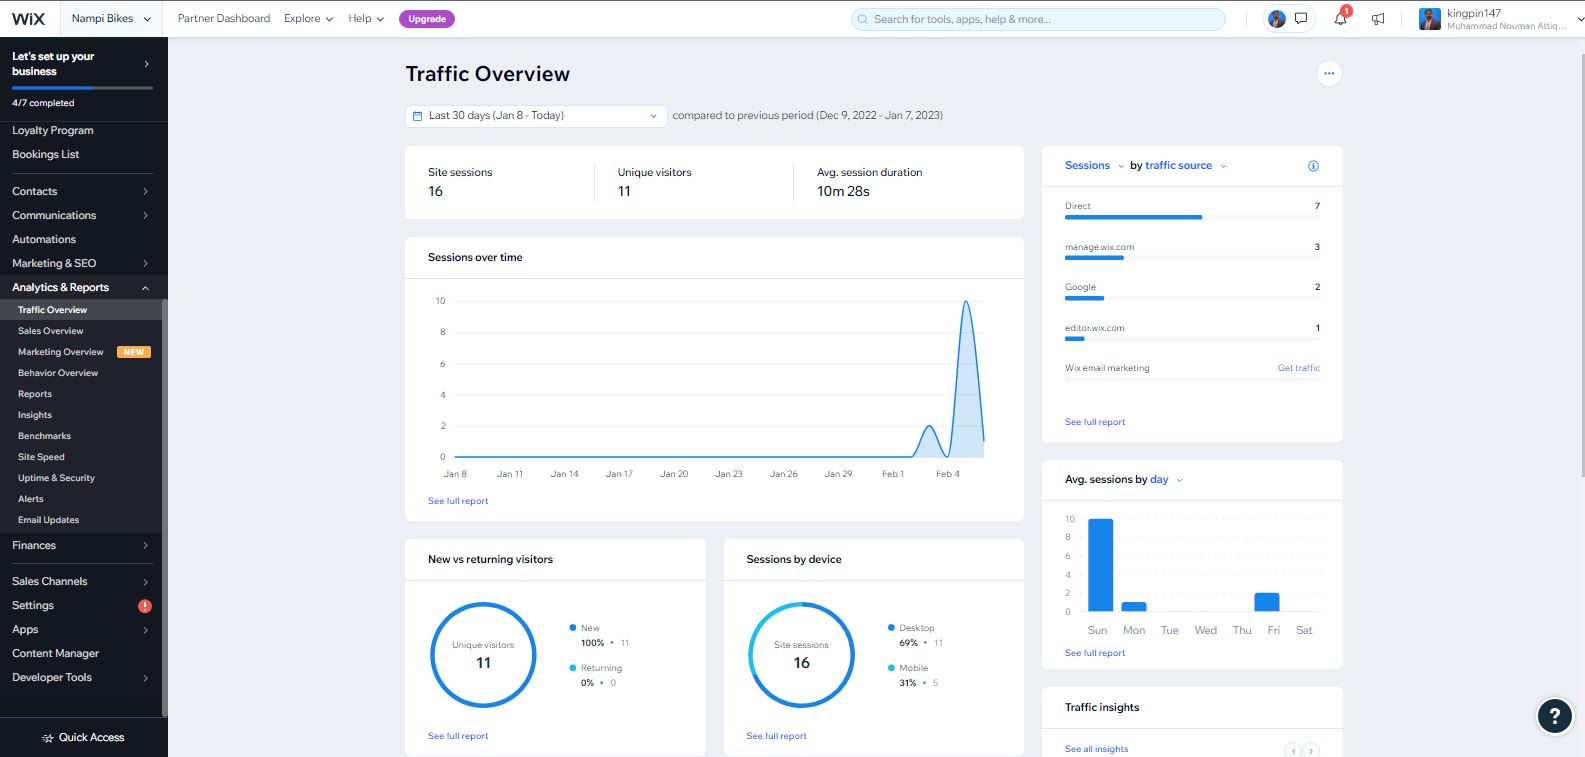 WiX
Nampi Bikes
Partner Dashboard
Explore
Help
Upgrade
Search for tools, apps, help & more...
1
kingpin147
Muhammad Nouman Attiq...
Let's set up your
business
4/7 completed
Loyalty Program
Bookings List
Contacts
Communications
Automations
Marketing & SEO
Analytics & Reports
Traffic Overview
Sales Overview
Marketing Overview NEW
Behavior Overview
Reports
Insights
Benchmarks
Site Speed
Uptime & Security
Alerts
Email Updates
Finances
Sales Channels
Settings !
Apps
Content Manager
Developer Tools
Quick Access
Traffic Overview
...
Last 30 days (Jan 8 - Today)
compared to previous period (Dec 9, 2022 - Jan 7, 2023)
Site sessions
16
Unique visitors
11
Avg. session duration
10m 28s
Sessions over time
10
8
6
4
2
0
Jan 8 Jan 11 Jan 14 Jan 17 Jan 20 Jan 23 Jan 26 Jan 29 Feb 1 Feb 4
See full report
New vs returning visitors
Unique visitors
11
New
100% • 11
Returning
0% • 0
See full report
Sessions by device
Site sessions
16
Desktop
69% • 11
Mobile
31% • 5
See full report
Sessions by traffic source
Direct 7
manage.wix.com 3
Google 2
editor.wix.com 1
Wix email marketing Get traffic
See full report
Avg. sessions by day
10
8
6
4
2
0
Sun Mon Tue Wed Thu Fri Sat
See full report
Traffic insights
See all insights
?